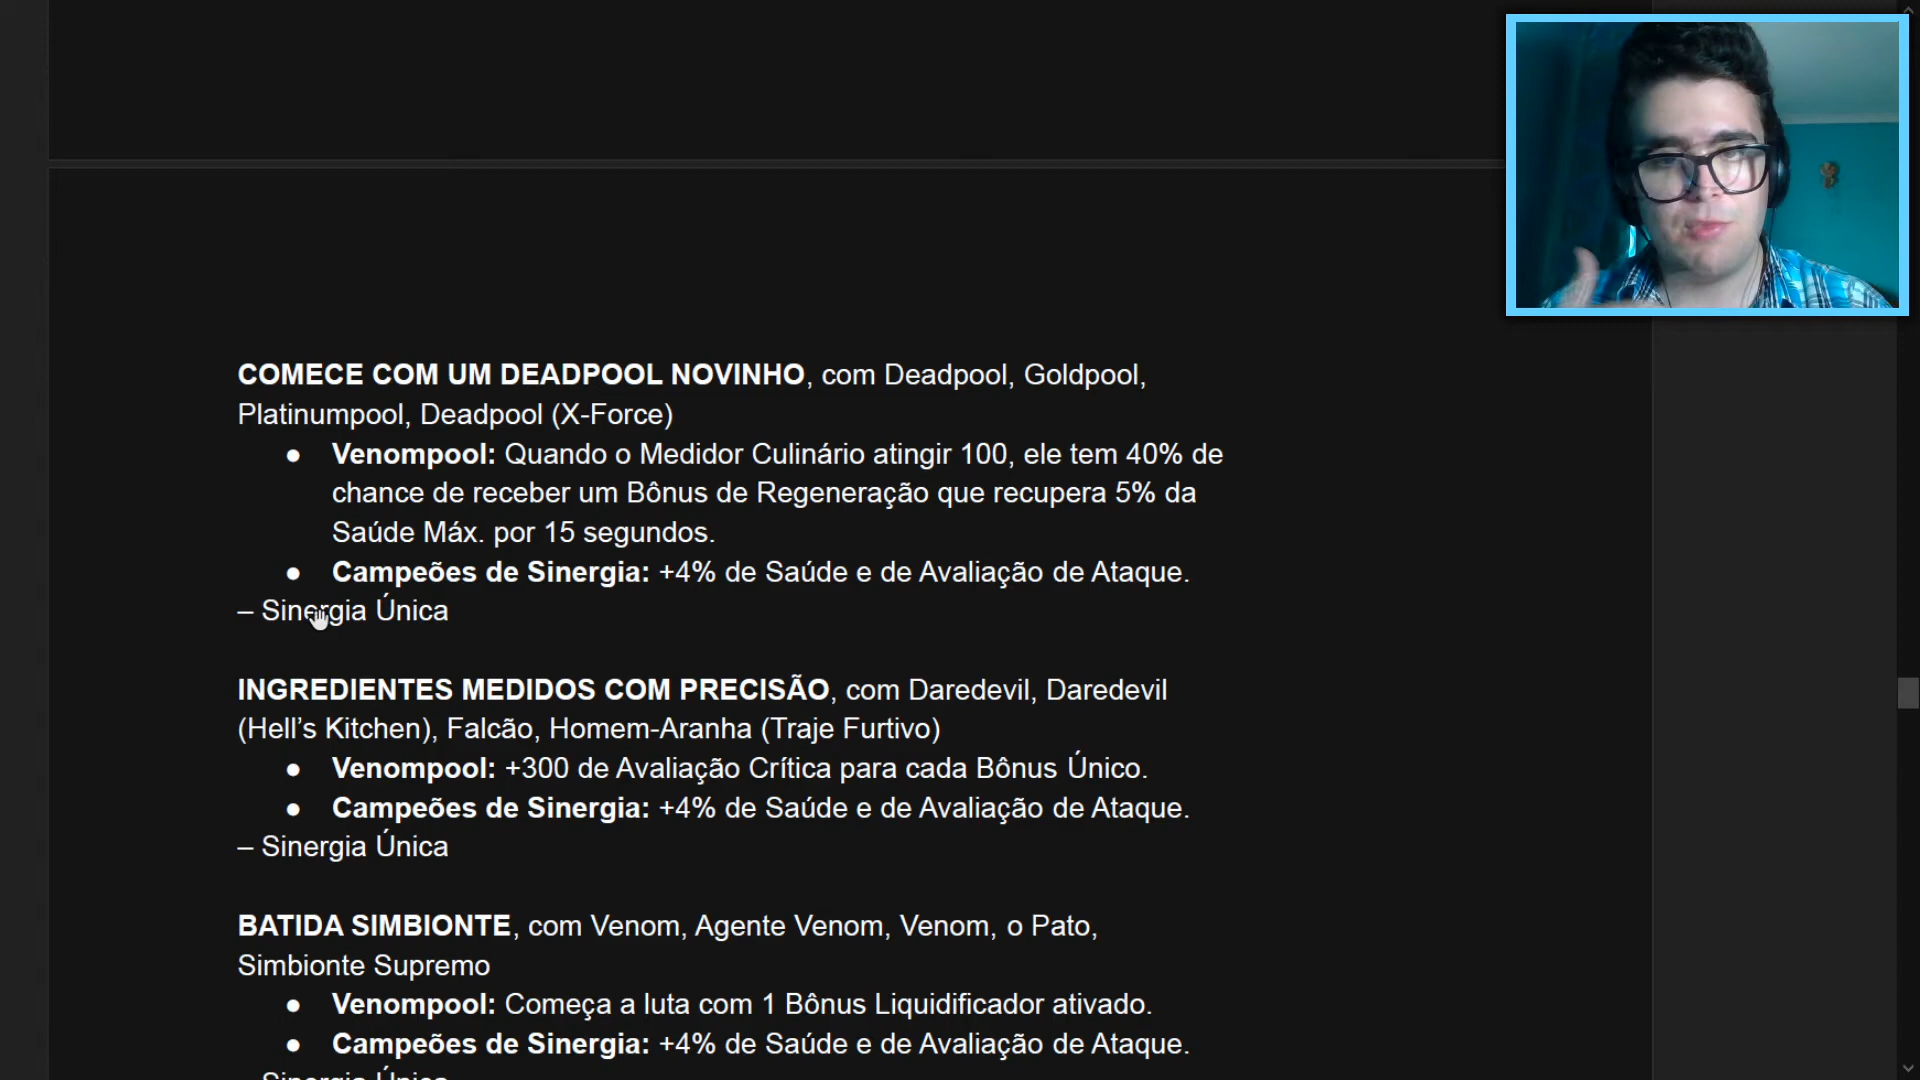 COMECE COM UM DEADPOOL NOVINHO, com Deadpool, Goldpool,
Platinumpool, Deadpool (X-Force)
● Venompool: Quando o Medidor Culinário atingir 100, ele tem 40% de
chance de receber um Bônus de Regeneração que recupera 5% da
Saúde Máx. por 15 segundos.
● Campeões de Sinergia: +4% de Saúde e de Avaliação de Ataque.
– Sinergia Única
INGREDIENTES MEDIDOS COM PRECISÃO, com Daredevil, Daredevil
(Hell’s Kitchen), Falcão, Homem-Aranha (Traje Furtivo)
● Venompool: +300 de Avaliação Crítica para cada Bônus Único.
● Campeões de Sinergia: +4% de Saúde e de Avaliação de Ataque.
– Sinergia Única
BATIDA SIMBIONTE, com Venom, Agente Venom, Venom, o Pato,
Simbionte Supremo
● Venompool: Começa a luta com 1 Bônus Liquidificador ativado.
● Campeões de Sinergia: +4% de Saúde e de Avaliação de Ataque.
Sinergia Única